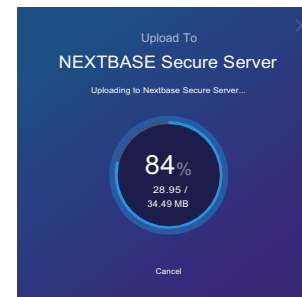 Upload To
NEXTBASE Secure Server
Uploading to Nextbase Secure Server...
84%
28.95 /
34.49 MB
Cancel